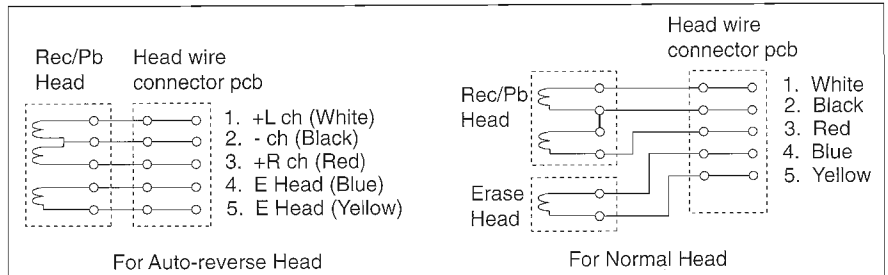 Rec/Pb
Head
Head wire
connector pcb
1. +L ch (White)
2. - ch (Black)
3. +R ch (Red)
4. E Head (Blue)
5. E Head (Yellow)
For Auto-reverse Head
Head wire
connector pcb
Rec/Pb
Head
1. White
2. Black
3. Red
4. Blue
5. Yellow
Erase
Head
For Normal Head